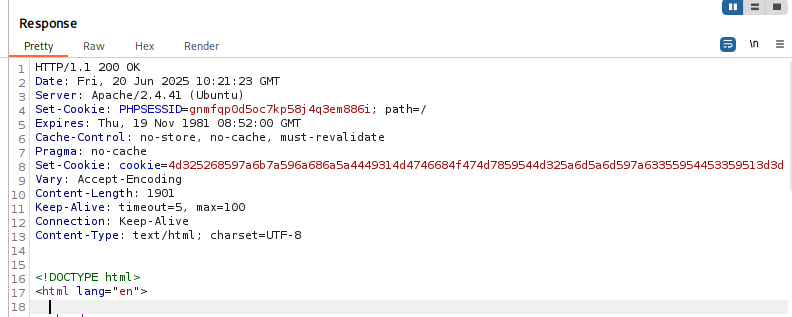 Response
Pretty Raw Hex Render \n
1 HTTP/1.1 200 OK
2 Date: Fri, 20 Jun 2025 10:21:23 GMT
3 Server: Apache/2.4.41 (Ubuntu)
4 Set-Cookie: PHPSESSID=gnmfqp0d5oc7kp58j4q3em886i; path=/
5 Expires: Thu, 19 Nov 1981 08:52:00 GMT
6 Cache-Control: no-store, no-cache, must-revalidate
7 Pragma: no-cache
8 Set-Cookie: cookie=4d325268597a6b7a596a686a5a4449314d4746684f474d7859544d325a6d5a6d597a63355954453359513d3d
9 Vary: Accept-Encoding
10 Content-Length: 1901
11 Keep-Alive: timeout=5, max=100
12 Connection: Keep-Alive
13 Content-Type: text/html; charset=UTF-8
14
15
16 <!DOCTYPE html>
17 <html lang="en">
18